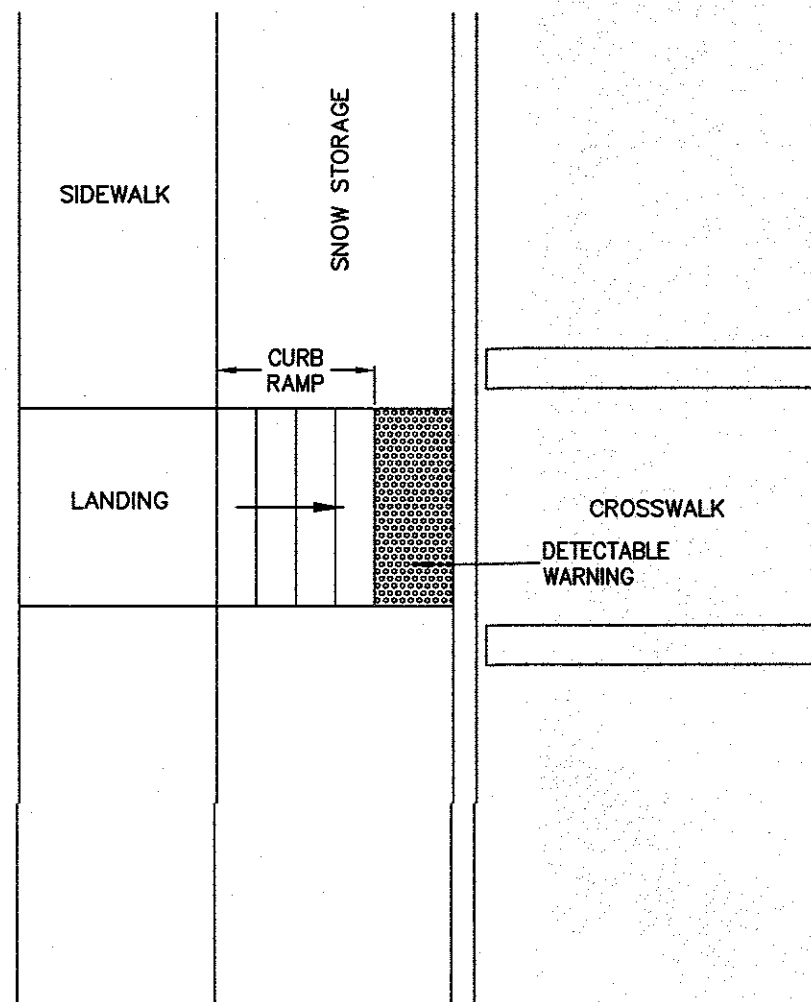 SNOW STORAGE
SIDEWALK
CURB
RAMP
LANDING
CROSSWALK
DETECTABLE
WARNING